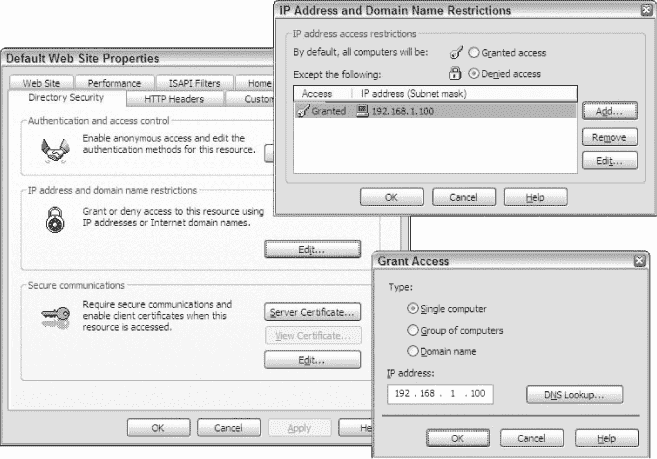 Default Web Site Properties
Web Site Performance ISAPI Filters Home
Directory Security HTTP Headers Custom
Authentication and access control
Enable anonymous access and edit the
authentication methods for this resource.
IP address and domain name restrictions
Grant or deny access to this resource using
IP addresses or Internet domain names.
Edit...
Secure communications
Require secure communications and
enable client certificates when this
resource is accessed.
Server Certificate...
View Certificate...
Edit...
OK Cancel Apply He
IP Address and Domain Name Restrictions
IP address access restrictions
By default, all computers will be: Granted access
Except the following: Denied access
Access IP address (Subnet mask)
Granted 192.168.1.100
Add...
Remove
Edit...
OK Cancel Help
Grant Access
Type:
Single computer
Group of computers
Domain name
IP address:
192 . 168 . 1 . 100 DNS Lookup...
OK Cancel Help